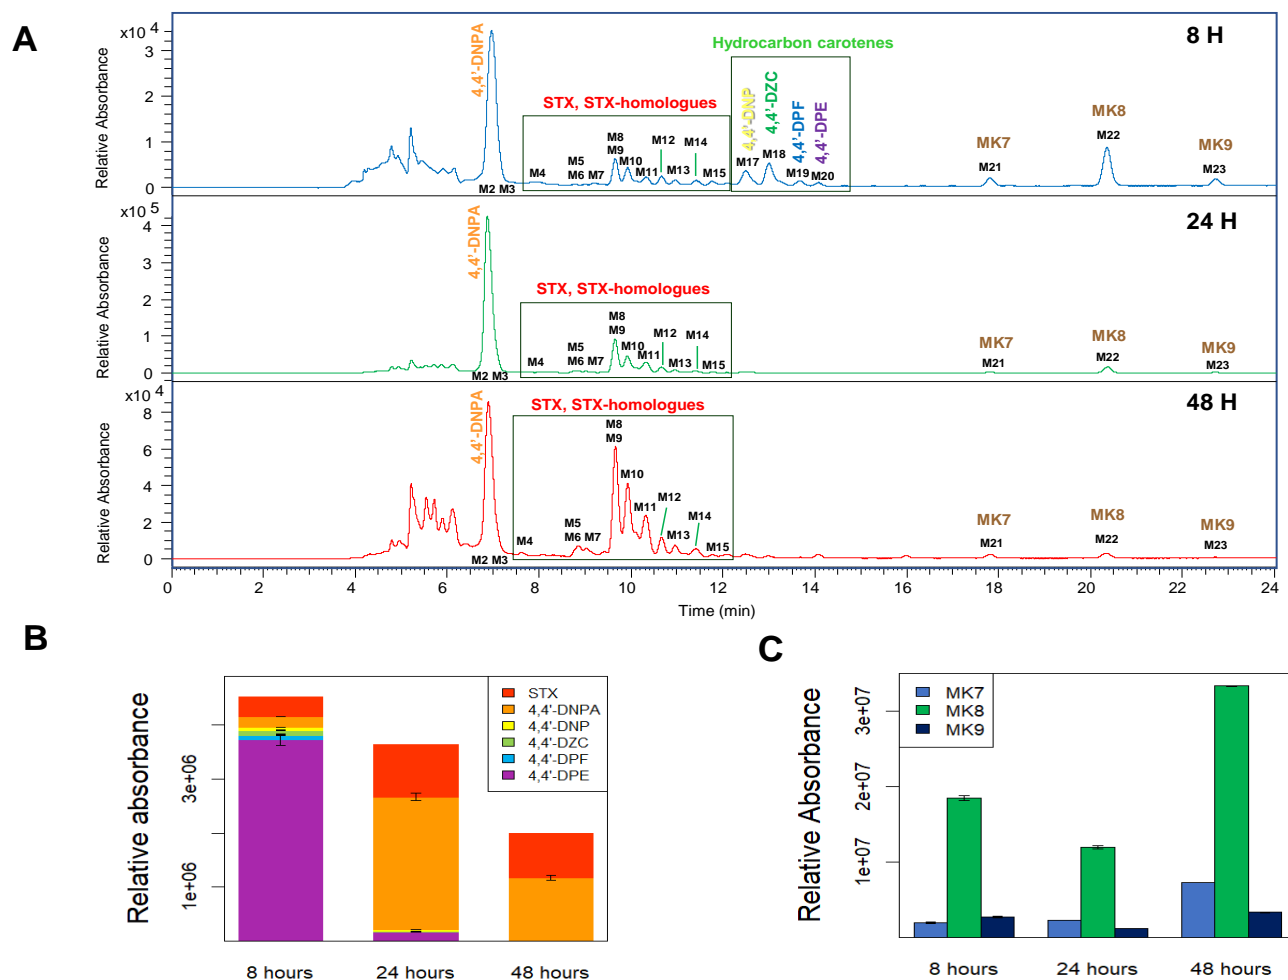 A
x10 4
Relative Absorbance
3
2
1
0
4,4'-DNPA
M2 M3
STX, STX-homologues
M4
M5
M6 M7
M8
M9
M10
M11
M12
M13
M14
M15
Hydrocarbon carotenes
4,4'-DNP
4,4'-DZC
4,4'-DPF
4,4'-DPE
M17
M18
M19
M20
MK7
M21
MK8
M22
MK9
M23
8 H
x10 5
Relative Absorbance
4
3
2
1
0
4,4'-DNPA
M2 M3
STX, STX-homologues
M4
M5
M6 M7
M8
M9
M10
M11
M12
M13
M14
M15
MK7
M21
MK8
M22
MK9
M23
24 H
x10 4
Relative Absorbance
8
6
4
2
0
4,4'-DNPA
M2 M3
STX, STX-homologues
M4
M5
M6 M7
M8
M9
M10
M11
M12
M13
M14
M15
MK7
M21
MK8
M22
MK9
M23
48 H
0 2 4 6 8 10 12 14 16 18 20 22 24
Time (min)
B
Relative absorbance
3e+06
1e+06
STX
4,4'-DNPA
4,4'-DNP
4,4'-DZC
4,4'-DPF
4,4'-DPE
8 hours 24 hours 48 hours
C
Relative Absorbance
3e+07
2e+07
1e+07
MK7
MK8
MK9
8 hours 24 hours 48 hours